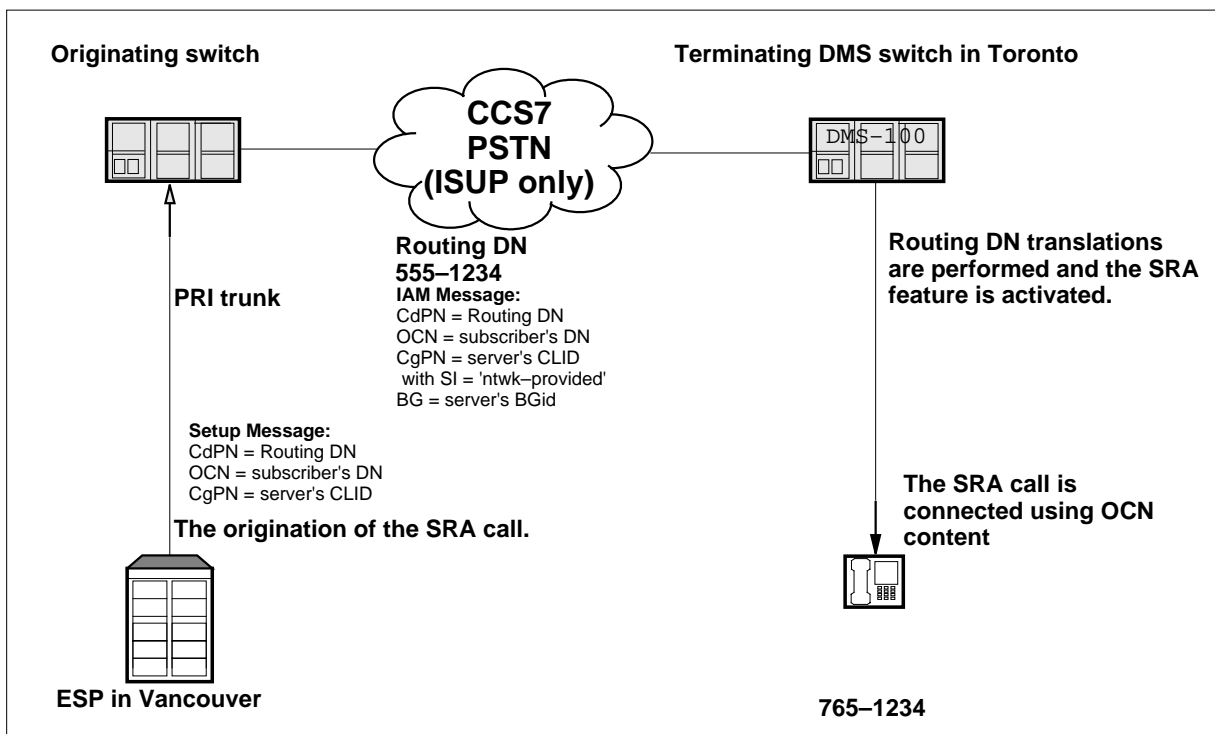 Originating switch
Terminating DMS switch in Toronto
CCS7
PSTN
(ISUP only)
DMS–100
Routing DN
555–1234
IAM Message:
CdPN = Routing DN
OCN = subscriber's DN
CgPN = server's CLID
with SI = 'ntwk–provided'
BG = server's BGid
Routing DN translations
are performed and the SRA
feature is activated.
PRI trunk
Setup Message:
CdPN = Routing DN
OCN = subscriber's DN
CgPN = server's CLID
The origination of the SRA call.
The SRA call is
connected using OCN
content
ESP in Vancouver
765–1234